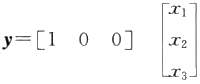 y=[1 0 0] [x1
x2
x3]